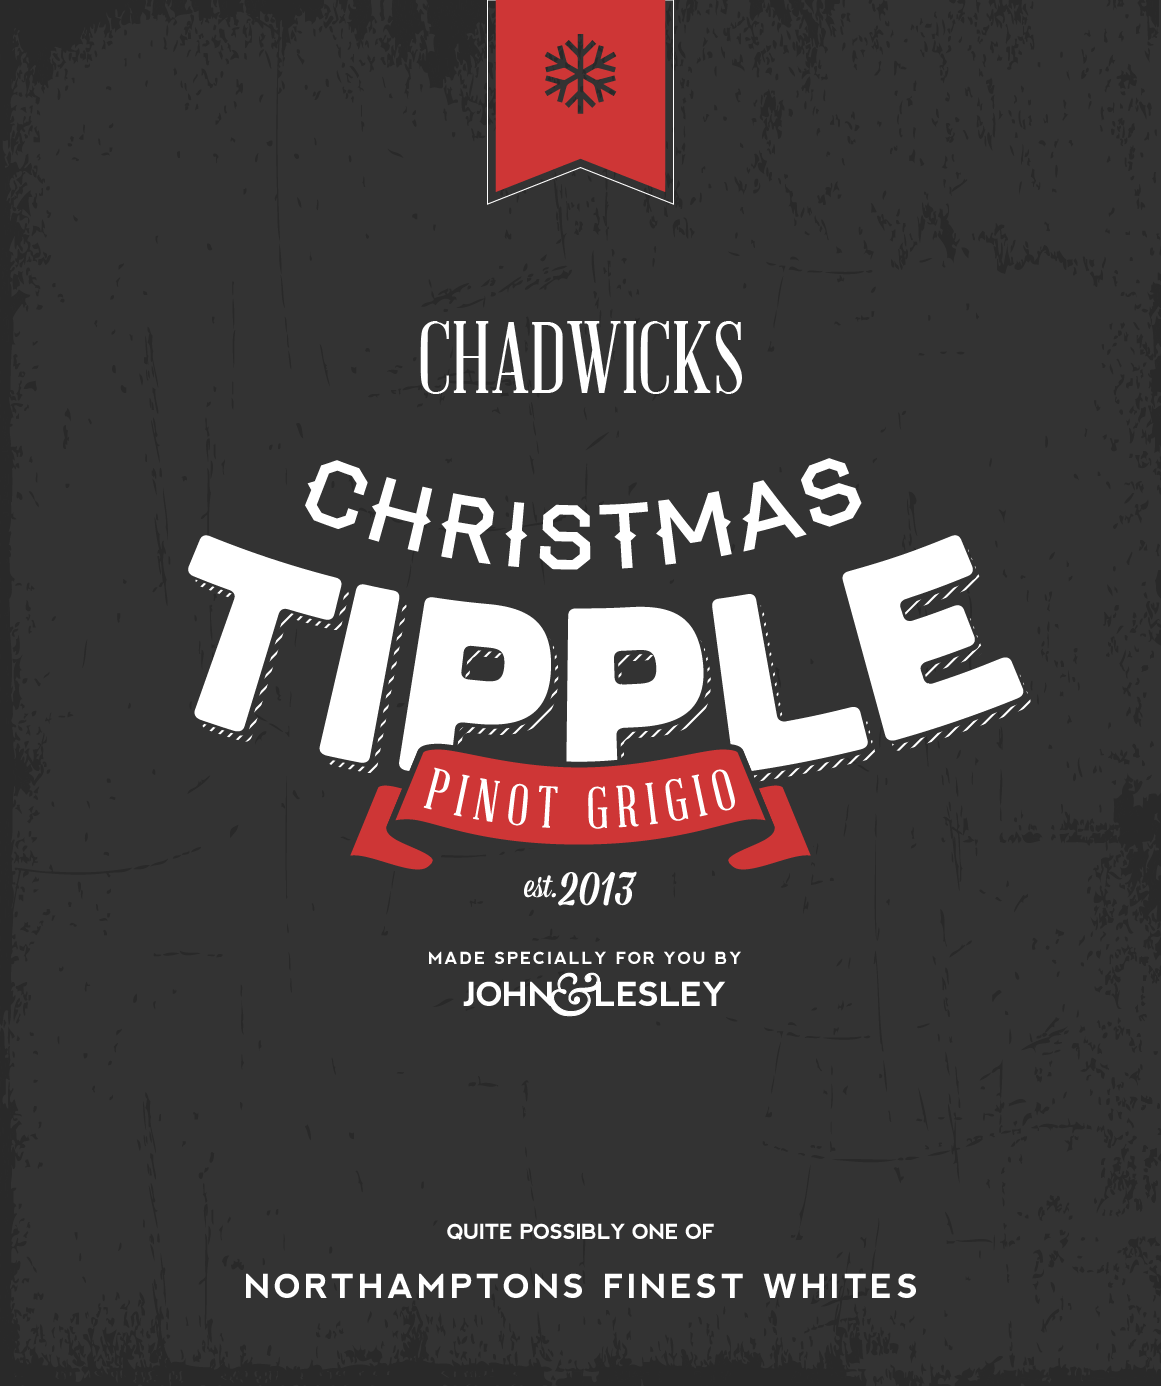 CHADWICKS
CHRISTMAS
TIPPLE
PINOT GRIGIO
est. 2013
MADE SPECIALLY FOR YOU BY
JOHN & LESLEY
QUITE POSSIBLY ONE OF
NORTHAMPTONS FINEST WHITES